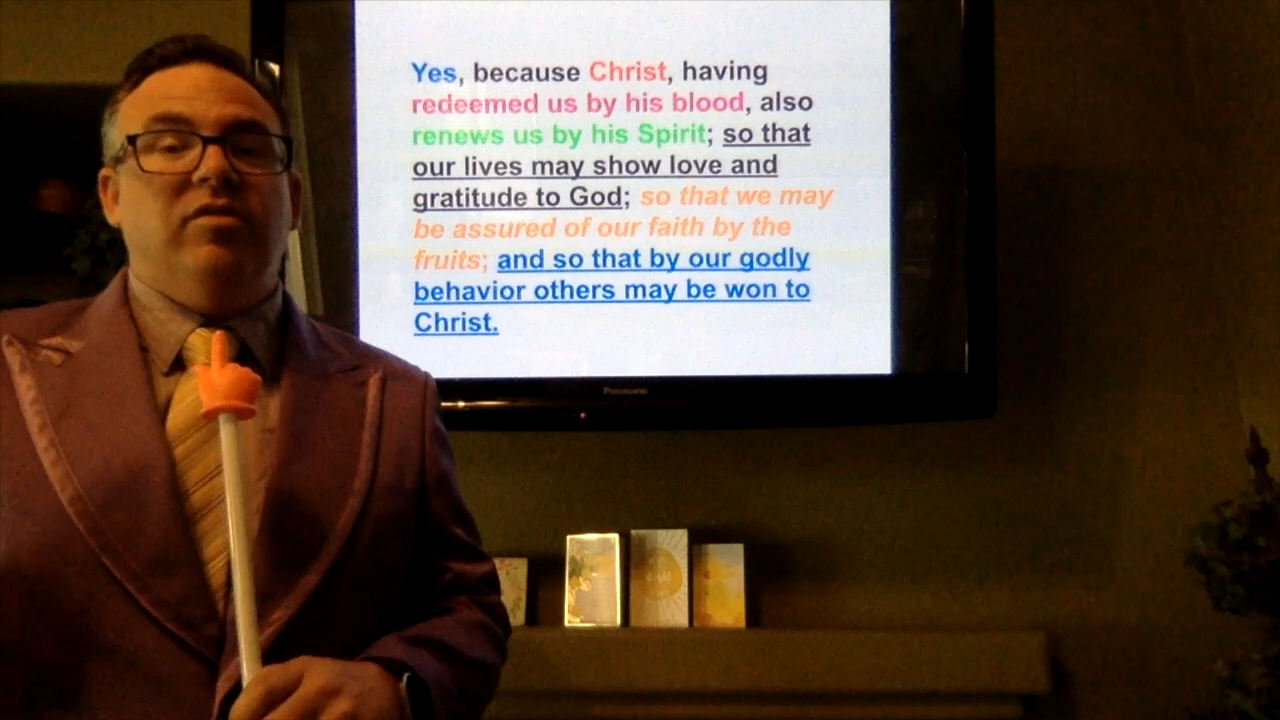 Yes, because Christ, having
redeemed us by his blood, also
renews us by his Spirit; so that
our lives may show love and
gratitude to God; so that we may
be assured of our faith by the
fruits; and so that by our godly
behavior others may be won to
Christ.
Panasonic